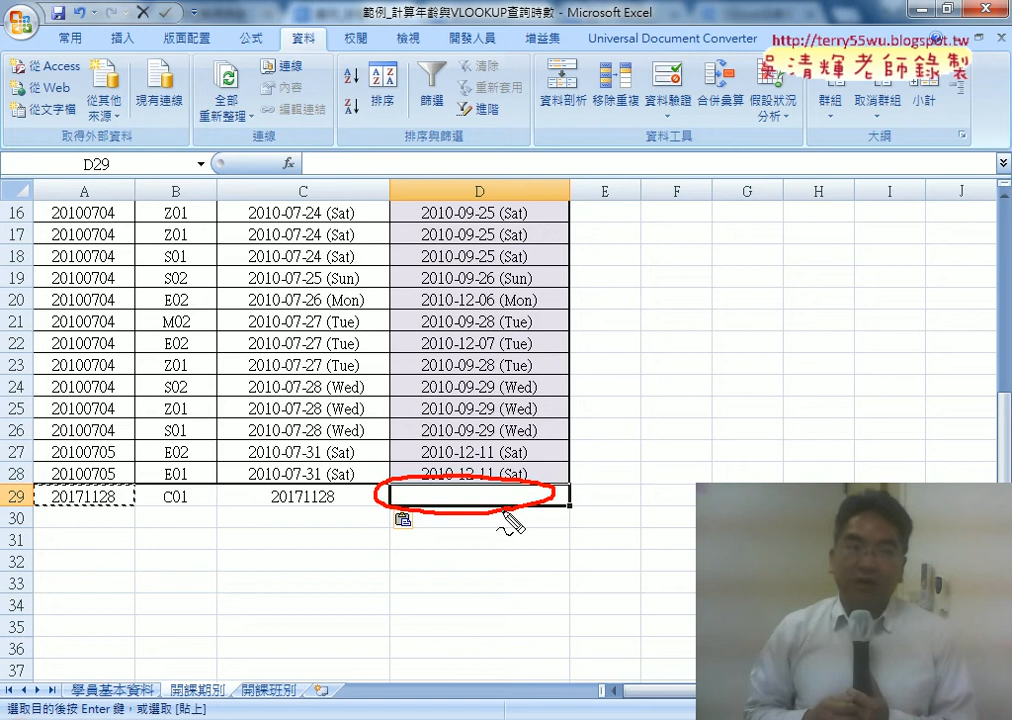 範例_計算年齡與VLOOKUP查詢時數 - Microsoft Excel
常用 插入 版面配置 公式 資料 校閱 檢視 開發人員 增益集 Universal Document Converter
http://terry55wu.blogspot.tw
吳清輝老師錄製
從 Access
從 Web
從文字檔
從其他來源
現有連線
全部重新整理
連線
內容
編輯連結
排序
篩選
清除
重新套用
進階
資料剖析
移除重複
資料驗證
合併彙算
假設狀況分析
群組
取消群組
小計
取得外部資料 連線 排序與篩選 資料工具 大綱
D29 fx
A B C D E F G H I J
16 20100704 Z01 2010-07-24 (Sat) 2010-09-25 (Sat)
17 20100704 Z01 2010-07-24 (Sat) 2010-09-25 (Sat)
18 20100704 S01 2010-07-24 (Sat) 2010-09-25 (Sat)
19 20100704 S02 2010-07-25 (Sun) 2010-09-26 (Sun)
20 20100704 E02 2010-07-26 (Mon) 2010-12-06 (Mon)
21 20100704 M02 2010-07-27 (Tue) 2010-09-28 (Tue)
22 20100704 E02 2010-07-27 (Tue) 2010-12-07 (Tue)
23 20100704 Z01 2010-07-27 (Tue) 2010-09-28 (Tue)
24 20100704 S02 2010-07-28 (Wed) 2010-09-29 (Wed)
25 20100704 Z01 2010-07-28 (Wed) 2010-09-29 (Wed)
26 20100704 S01 2010-07-28 (Wed) 2010-09-29 (Wed)
27 20100705 E02 2010-07-31 (Sat) 2010-12-11 (Sat)
28 20100705 E01 2010-07-31 (Sat) 2010-12-11 (Sat)
29 20171128 C01 20171128
30
31
32
33
34
35
36
37
學員基本資料 開課期別 開課班別
選取目的後按 Enter 鍵，或選取 [貼上]